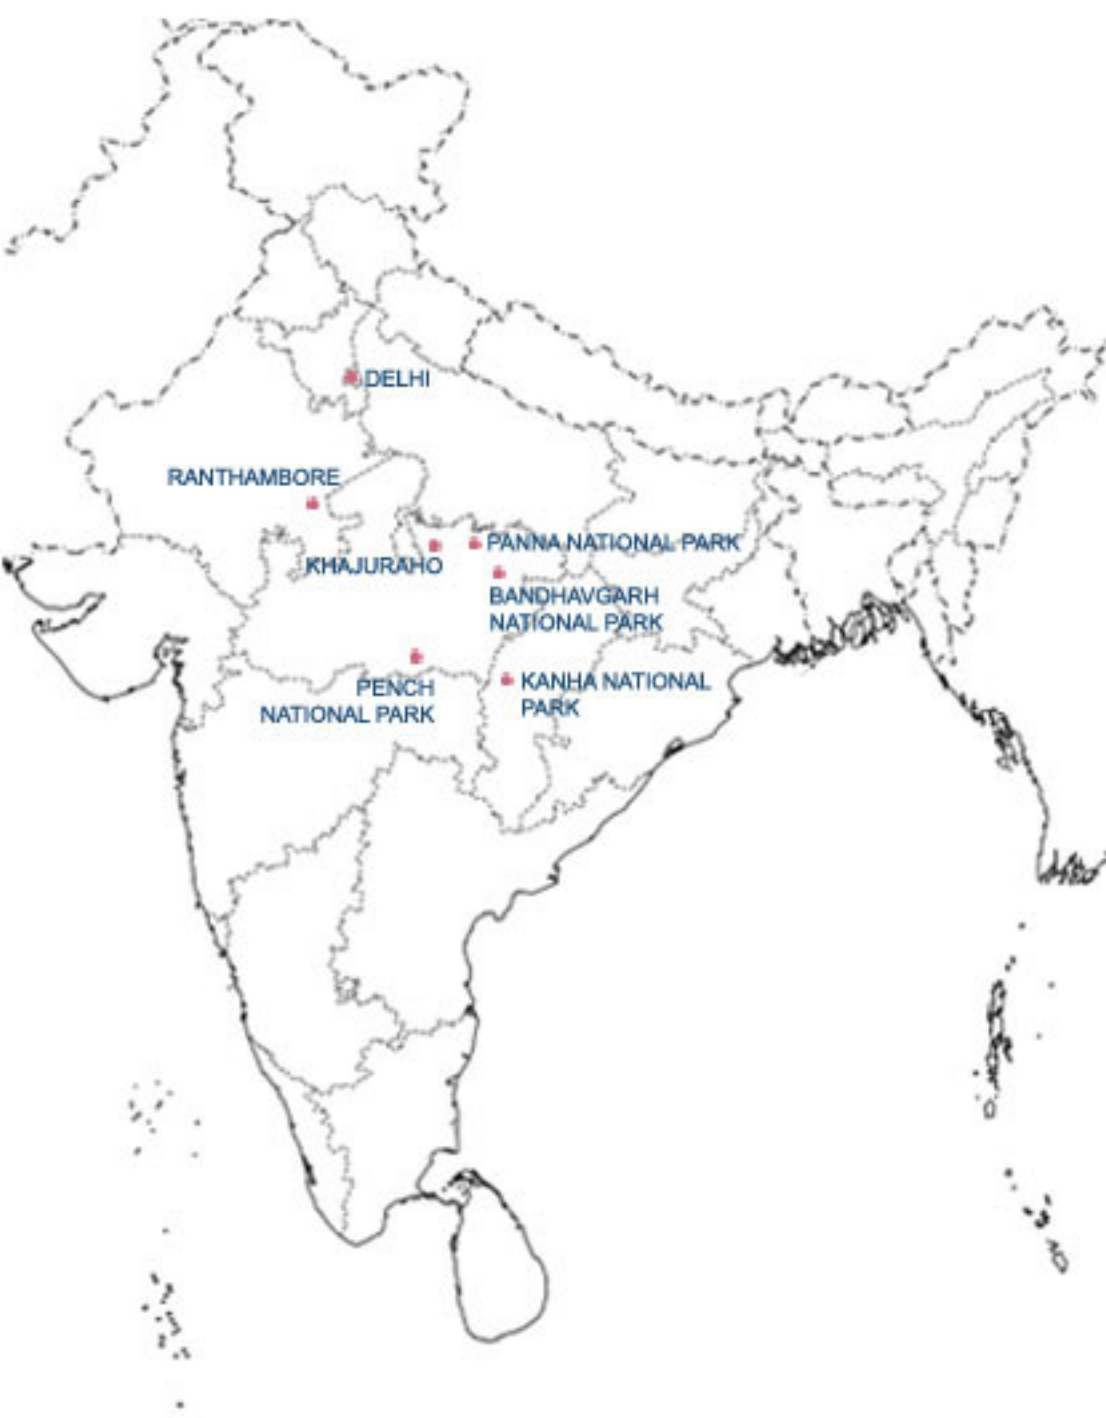 DELHI
RANTHAMBORE
PANNA NATIONAL PARK
KHAJURAHO
BANDHAVGARH
NATIONAL PARK
PENCH
NATIONAL PARK
KANHA NATIONAL
PARK